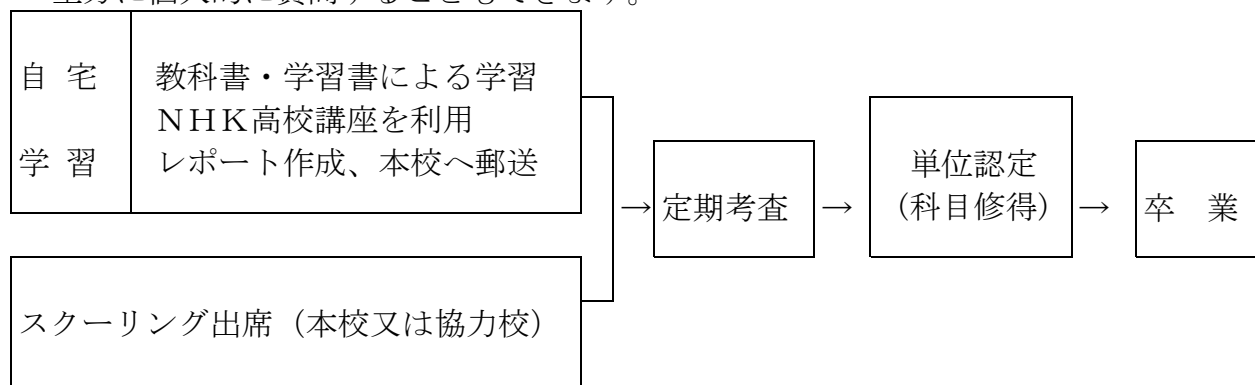 自 宅 教科書・学習書による学習
ＮＨＫ高校講座を利用
学 習 レポート作成、本校へ郵送
スクーリング出席（本校又は協力校）
→ 定期考査 → 単位認定
（科目修得） → 卒　業